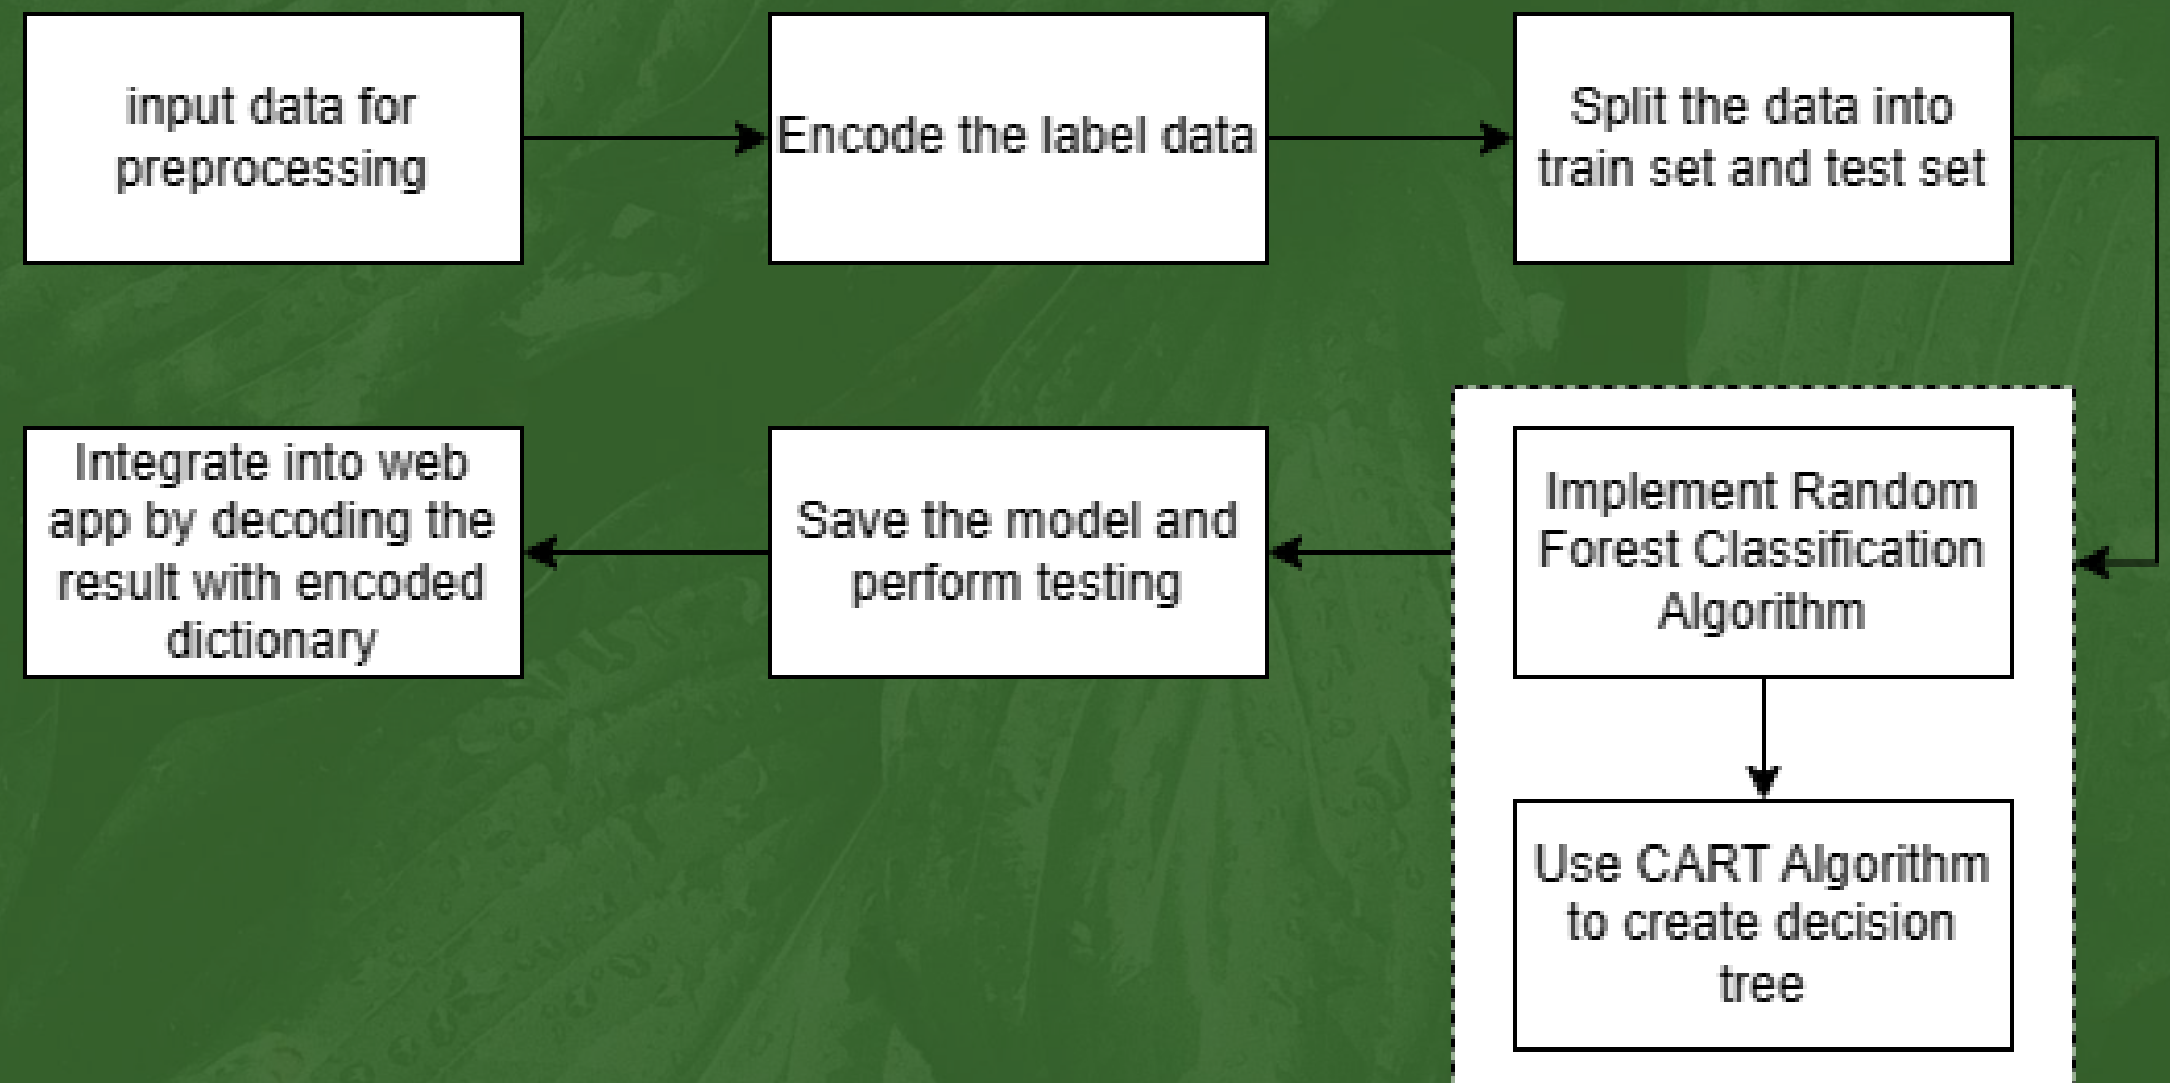 input data for
preprocessing
Encode the label data
Split the data into
train set and test set
Implement Random
Forest Classification
Algorithm
Use CART Algorithm
to create decision
tree
Save the model and
perform testing
Integrate into web
app by decoding the
result with encoded
dictionary